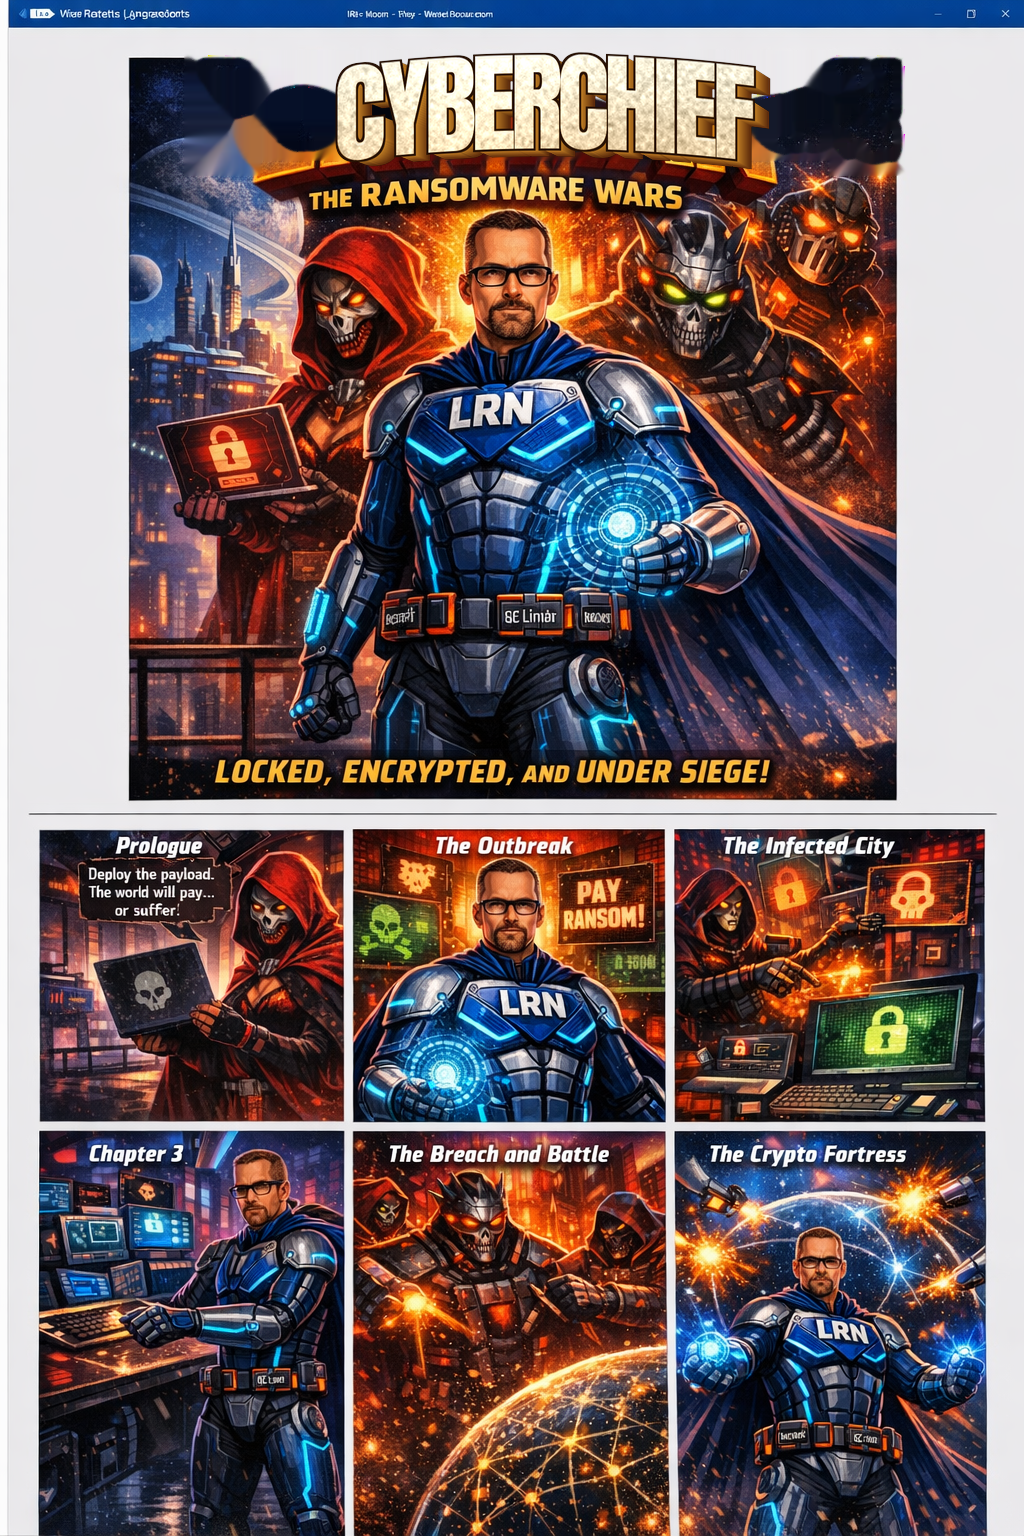 CYBERCHIEF
THE RANSOMWARE WARS
LRN
LOCKED, ENCRYPTED, AND UNDER SIEGE!
Prologue
Deploy the payload.
The world will pay...
or suffer!
The Outbreak
PAY
RANSOM!
LRN
The Infected City
Chapter 3
The Breach and Battle
The Crypto Fortress
LRN